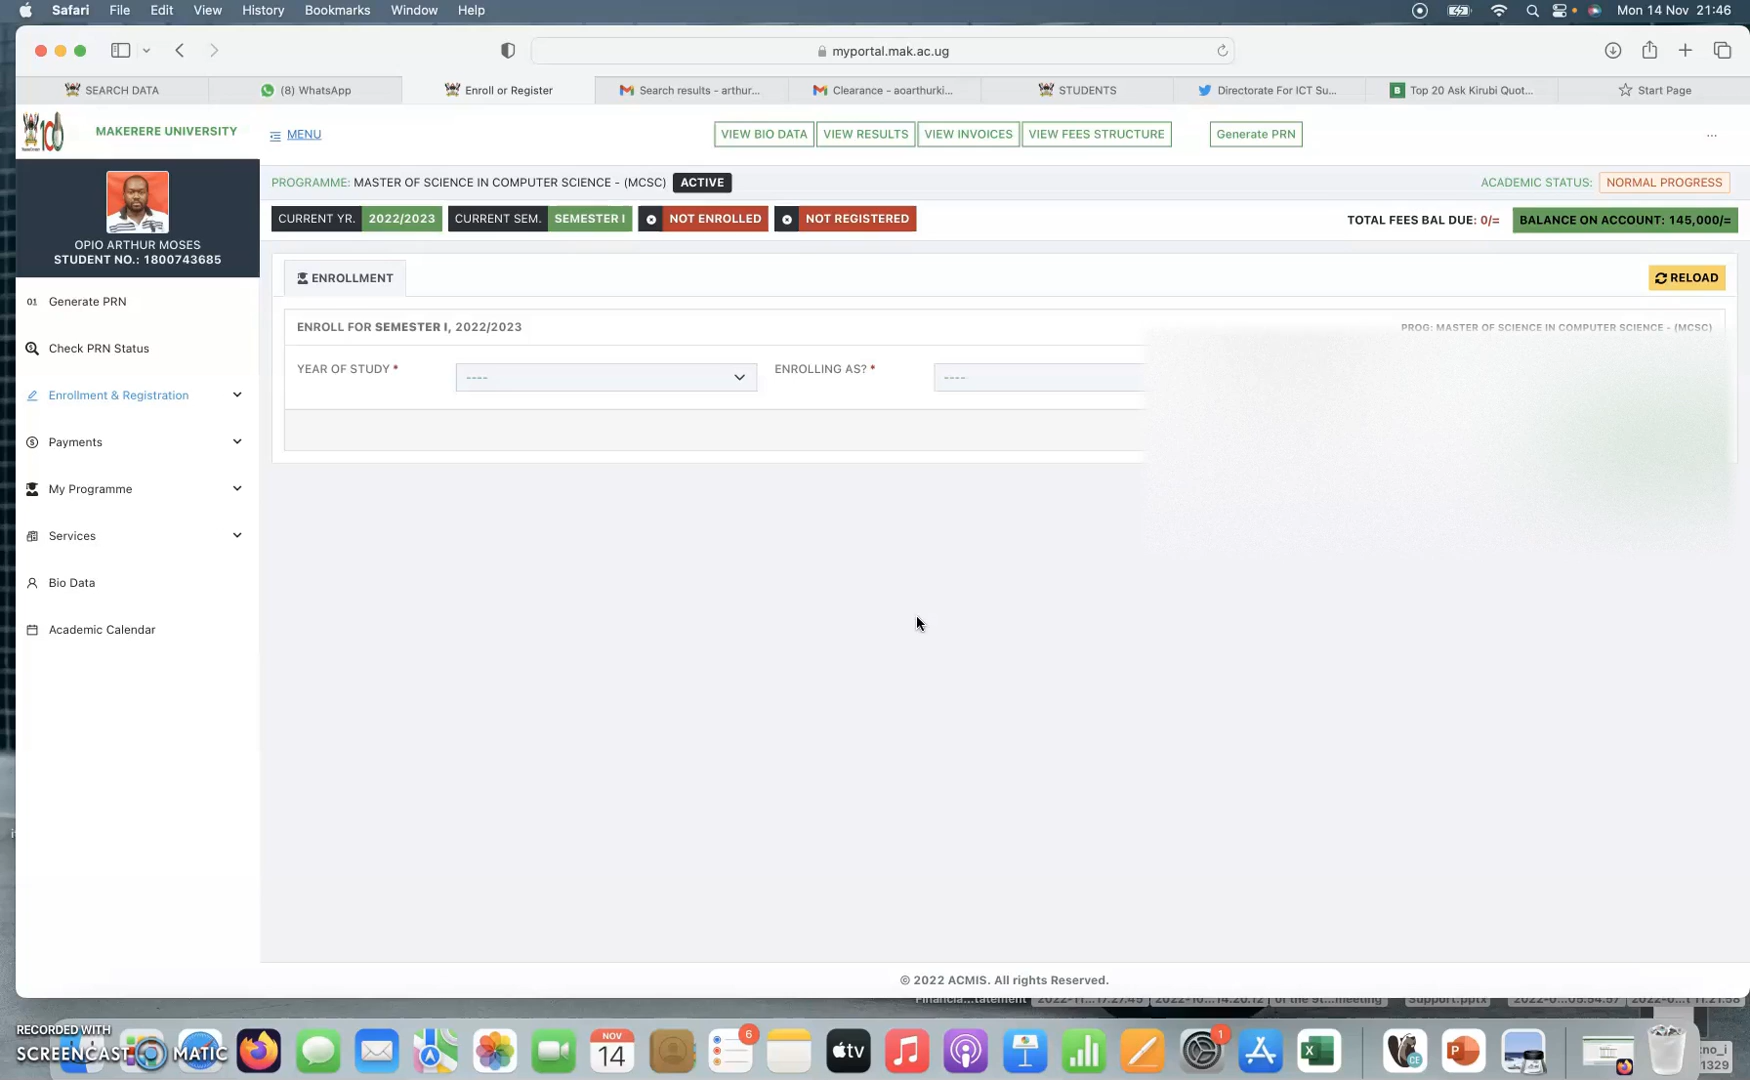 Safari File Edit View History Bookmarks Window Help Mon 14 Nov 21:46
myportal.mak.ac.ug
SEARCH DATA (8) WhatsApp Enroll or Register Search results - arthur... Clearance - aoarthurki... STUDENTS Directorate For ICT Su... Top 20 Ask Kirubi Quot... Start Page
MAKERERE UNIVERSITY MENU VIEW BIO DATA VIEW RESULTS VIEW INVOICES VIEW FEES STRUCTURE Generate PRN ...
PROGRAMME: MASTER OF SCIENCE IN COMPUTER SCIENCE - (MCSC) ACTIVE ACADEMIC STATUS: NORMAL PROGRESS
CURRENT YR. 2022/2023 CURRENT SEM. SEMESTER I NOT ENROLLED NOT REGISTERED TOTAL FEES BAL DUE: 0/= BALANCE ON ACCOUNT: 145,000/=
OPIO ARTHUR MOSES
STUDENT NO.: 1800743685
ENROLLMENT RELOAD
01 Generate PRN
ENROLL FOR SEMESTER I, 2022/2023 PROG: MASTER OF SCIENCE IN COMPUTER SCIENCE - (MCSC)
Check PRN Status
YEAR OF STUDY * ---- ENROLLING AS? * ----
Enrollment & Registration
Payments
My Programme
Services
Bio Data
Academic Calendar
© 2022 ACMIS. All rights Reserved.
RECORDED WITH
SCREENCAST MATIC
NOV
14
6
tv
1